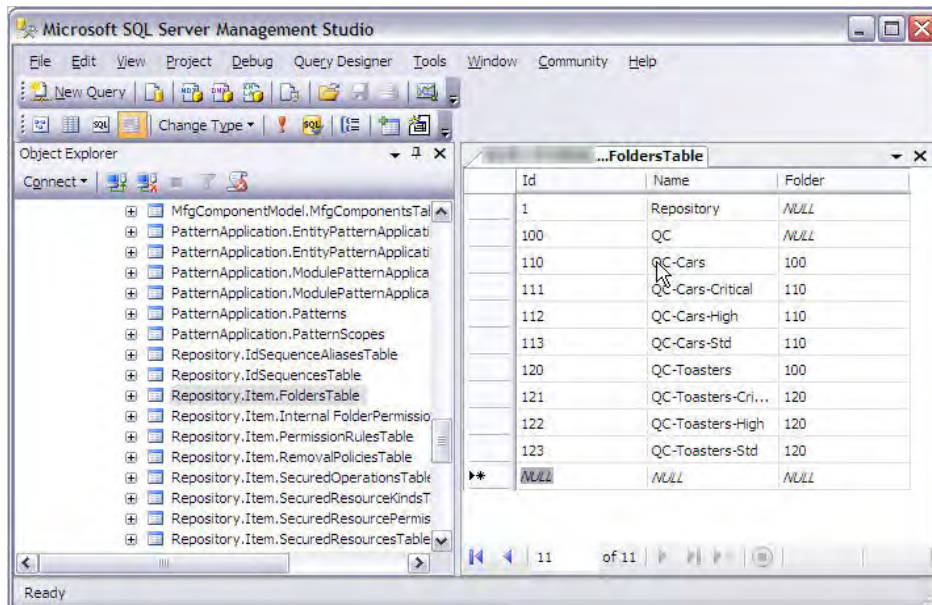 Microsoft SQL Server Management Studio
File Edit View Project Debug Query Designer Tools Window Community Help
New Query
Change Type
Object Explorer
...FoldersTable
Connect
Id Name Folder
1 Repository NULL
100 QC NULL
110 QC-Cars 100
111 QC-Cars-Critical 110
112 QC-Cars-High 110
113 QC-Cars-Std 110
120 QC-Toasters 100
121 QC-Toasters-Cri... 120
122 QC-Toasters-High 120
123 QC-Toasters-Std 120
NULL NULL NULL
MfgComponentModel.MfgComponentsTal
PatternApplication.EntityPatternApplicati
PatternApplication.EntityPatternApplicati
PatternApplication.ModulePatternApplica
PatternApplication.ModulePatternApplica
PatternApplication.Patterns
PatternApplication.PatternScopes
Repository.IdSequenceAliasesTable
Repository.IdSequencesTable
Repository.Item.FoldersTable
Repository.Item.Internal FolderPermissio
Repository.Item.PermissionRulesTable
Repository.Item.RemovalPoliciesTable
Repository.Item.SecuredOperationsTable
Repository.Item.SecuredResourceKindsT
Repository.Item.SecuredResourcePermis
Repository.Item.SecuredResourcesTable
11 of 11
Ready